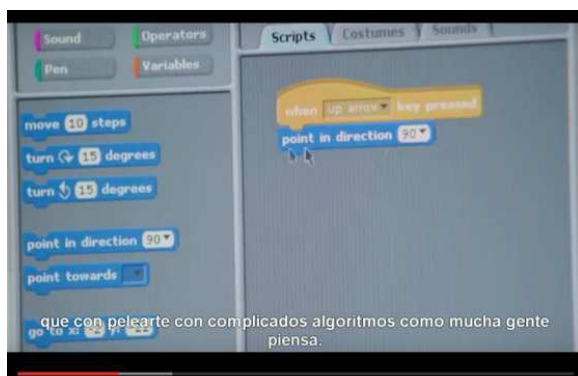 Sound Operators
Pen Variables
Scripts Costumes Sounds
when up arrow key pressed
point in direction 90
move 10 steps
turn 15 degrees
turn 15 degrees
point in direction 90
point towards
go to x: y:
que con pelearte con complicados algoritmos como mucha gente
piensa.